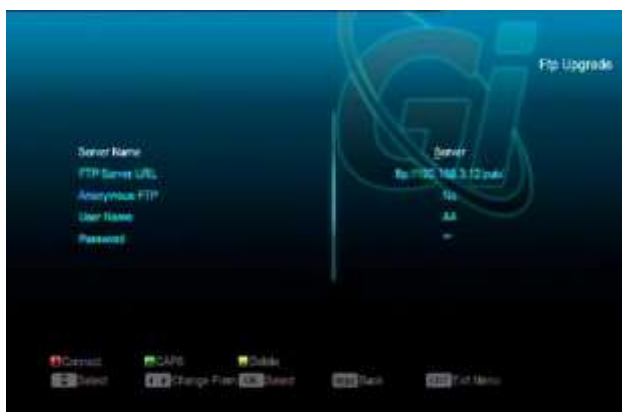 Ftp Upgrade
Server Name Server
FTP Server URL
Anonymous FTP No
User Name AA
Password **
Connect CAPS Delete
Select Change Select Back Exit Menu